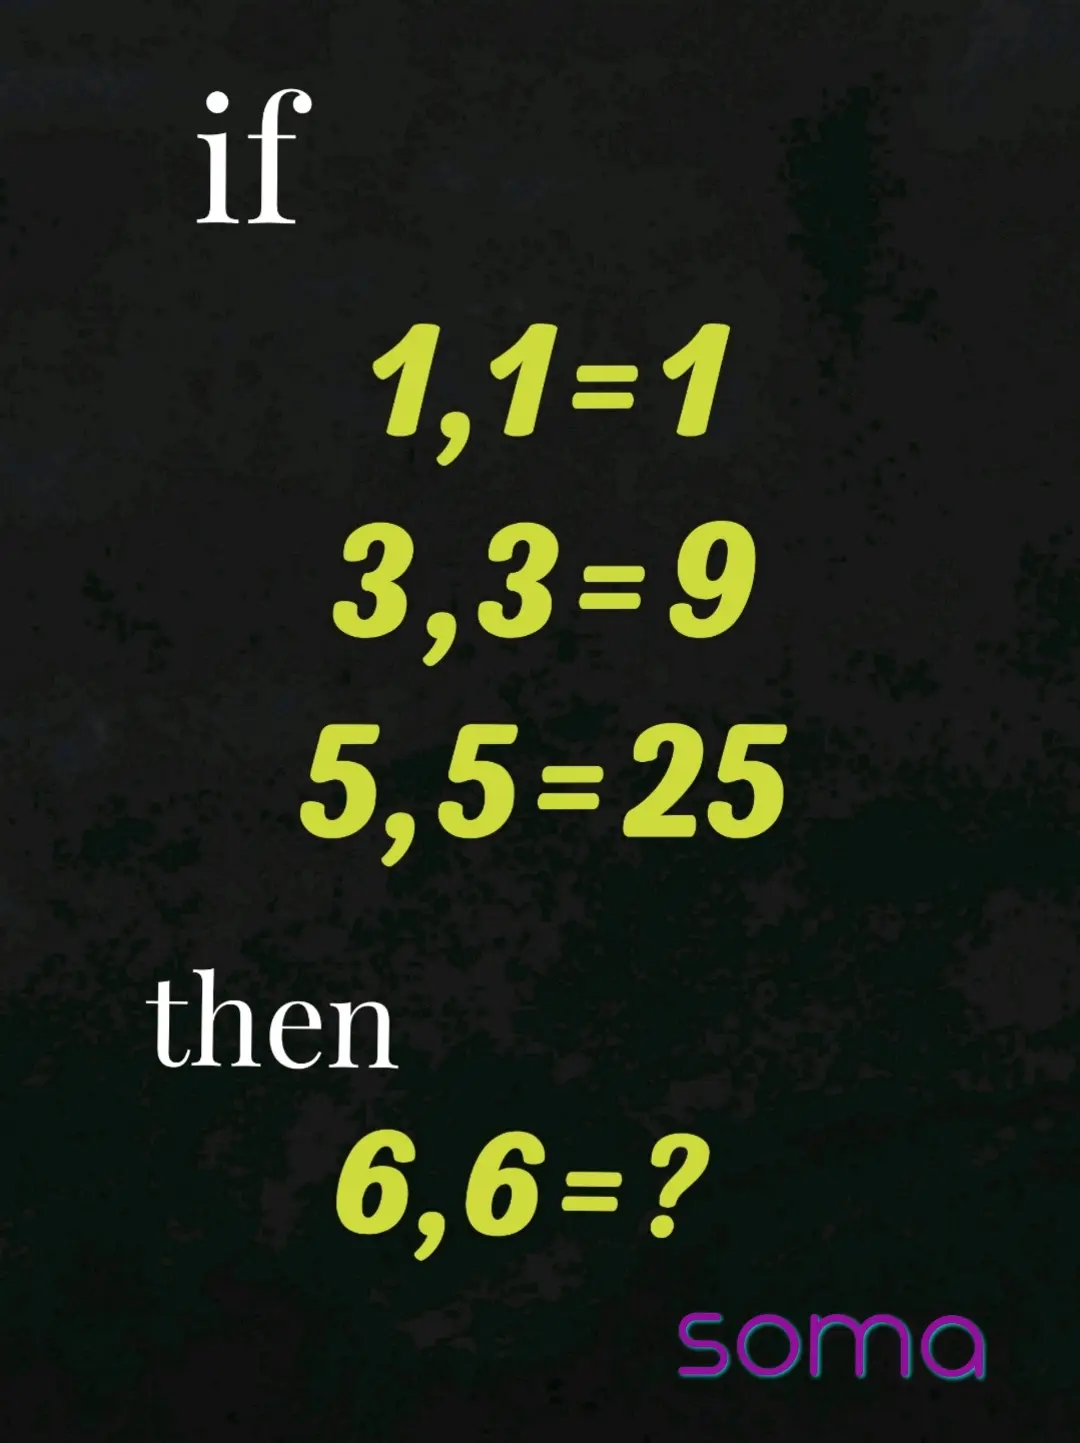 if
1,1=1
3,3=9
5,5=25
then
6,6=?
soma